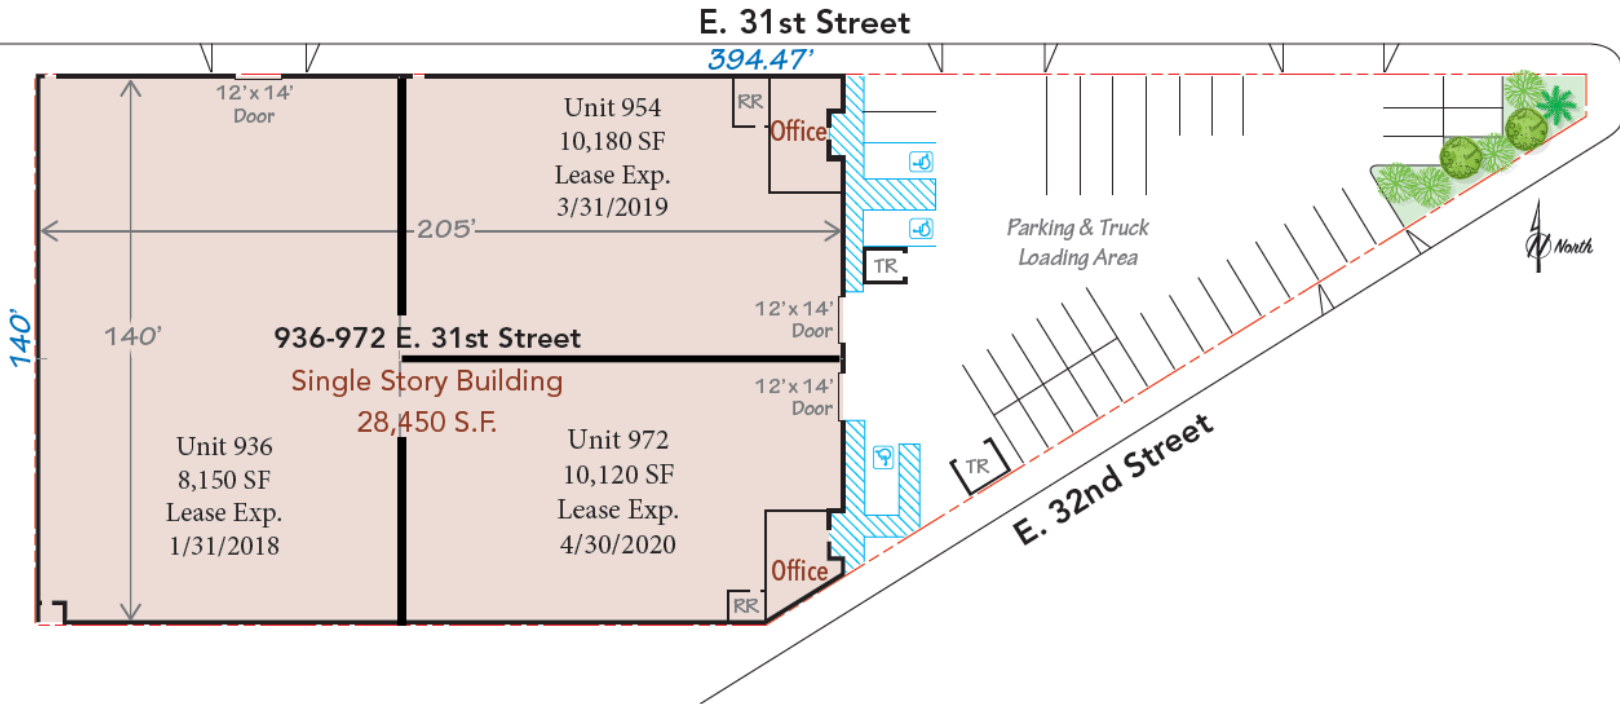 E. 31st Street
394.47'
12' x 14'
Door
Unit 954
10,180 SF
Lease Exp.
3/31/2019
RR
Office
205'
TR
Parking & Truck
Loading Area
North
N
140'
140'
12' x 14'
Door
936-972 E. 31st Street
Single Story Building
28,450 S.F.
12' x 14'
Door
Unit 936
8,150 SF
Lease Exp.
1/31/2018
Unit 972
10,120 SF
Lease Exp.
4/30/2020
Office
RR
TR
E. 32nd Street